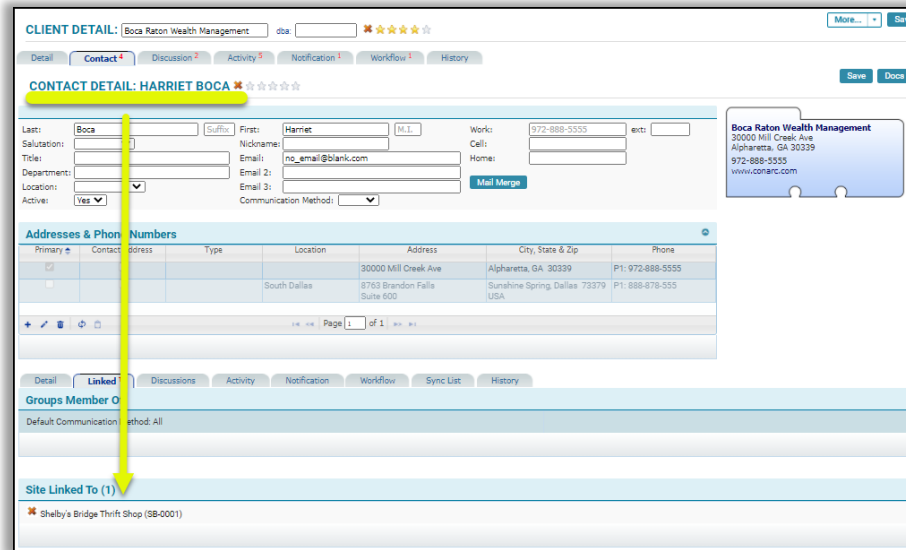 CLIENT DETAIL: Boca Raton Wealth Management dba:
More...
Detail Contact 4 Discussion 2 Activity 5 Notification 1 Workflow 1 History
CONTACT DETAIL: HARRIET BOCA
Save Docs
Last: Boca Suffix First: Harriet M.I. Work: 972-888-5555 ext:
Salutation: Nickname: Cell:
Title: Email: no_email@blank.com Home:
Department: Email 2:
Location: Email 3: Mail Merge
Active: Yes Communication Method:
Boca Raton Wealth Management
30000 Mill Creek Ave
Alpharetta, GA 30339
972-888-5555
www.conarc.com
Addresses & Phone Numbers
Primary Contact Address Type Location Address City, State & Zip Phone
30000 Mill Creek Ave Alpharetta, GA 30339 P1: 972-888-5555
South Dallas 8763 Brandon Falls Sunshine Spring, Dallas 73379 P1: 888-878-555
Suite 600 USA
Page 1 of 1
Detail Linked Discussions Activity Notification Workflow Sync List History
Groups Member
Default Communication Method: All
Site Linked To (1)
Shelby's Bridge Thrift Shop (SB-0001)